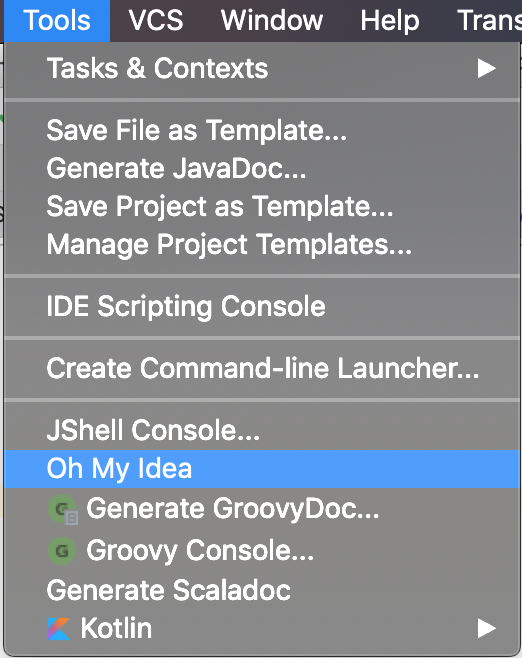 Tools VCS Window Help Trans
Tasks & Contexts
Save File as Template...
Generate JavaDoc...
Save Project as Template...
Manage Project Templates...
IDE Scripting Console
Create Command-line Launcher...
JShell Console...
Oh My Idea
G Generate GroovyDoc...
G Groovy Console...
Generate Scaladoc
Kotlin